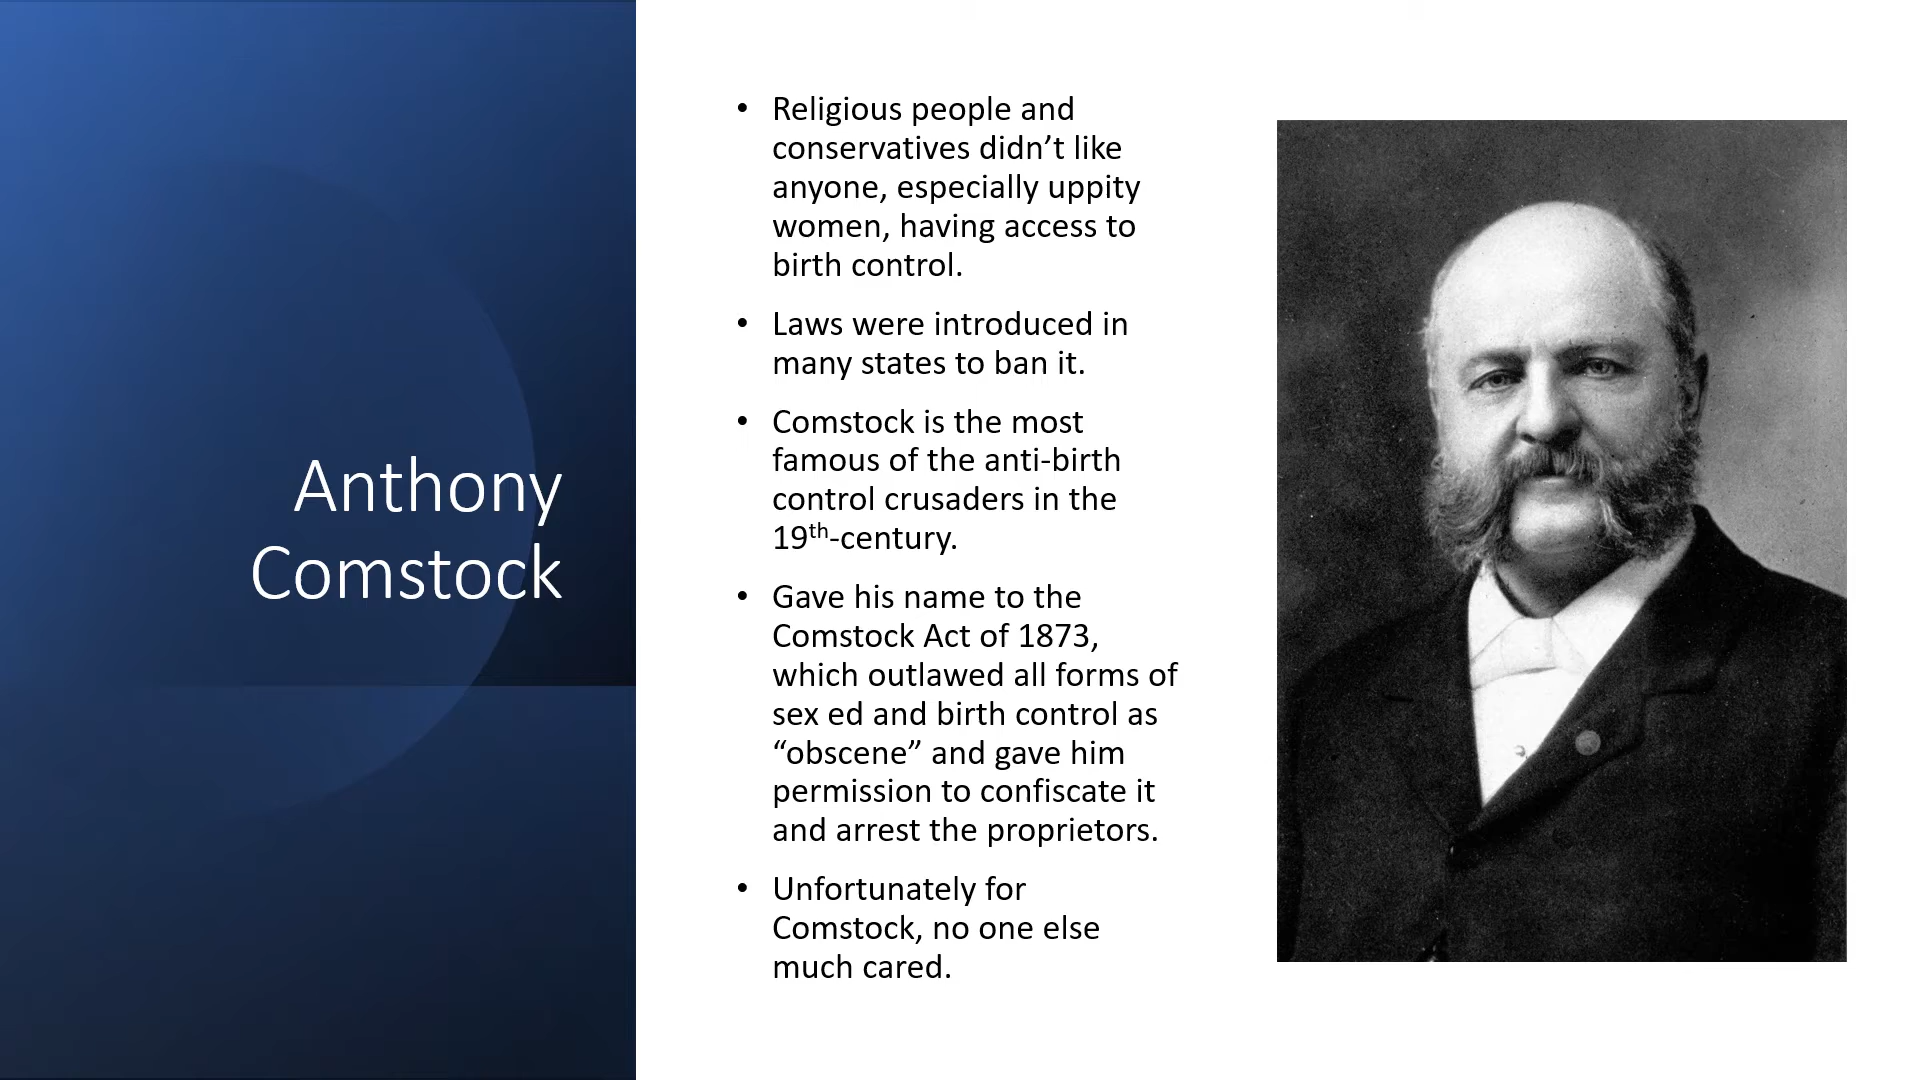 Anthony
Comstock
• Religious people and
conservatives didn’t like
anyone, especially uppity
women, having access to
birth control.
• Laws were introduced in
many states to ban it.
• Comstock is the most
famous of the anti-birth
control crusaders in the
19th-century.
• Gave his name to the
Comstock Act of 1873,
which outlawed all forms of
sex ed and birth control as
“obscene” and gave him
permission to confiscate it
and arrest the proprietors.
• Unfortunately for
Comstock, no one else
much cared.